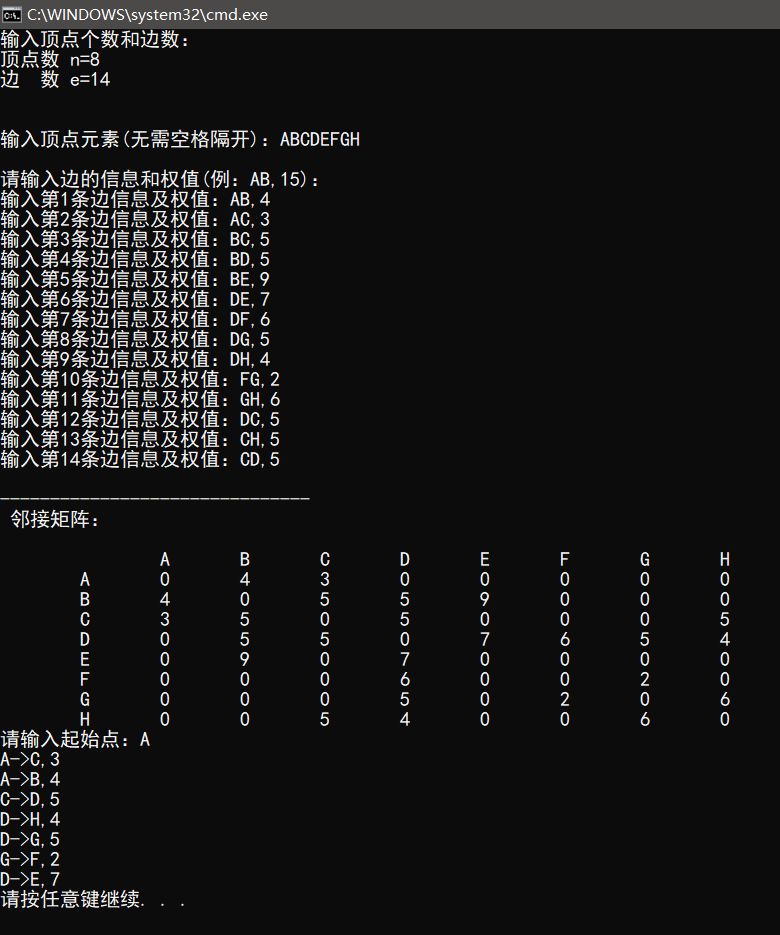 C:\WINDOWS\system32\cmd.exe
输入顶点个数和边数：
顶点数 n=8
边  数 e=14
输入顶点元素(无需空格隔开)：ABCDEFGH
请输入边的信息和权值(例：AB,15)：
输入第1条边信息及权值：AB,4
输入第2条边信息及权值：AC,3
输入第3条边信息及权值：BC,5
输入第4条边信息及权值：BD,5
输入第5条边信息及权值：BE,9
输入第6条边信息及权值：DE,7
输入第7条边信息及权值：DF,6
输入第8条边信息及权值：DG,5
输入第9条边信息及权值：DH,4
输入第10条边信息及权值：FG,2
输入第11条边信息及权值：GH,6
输入第12条边信息及权值：DC,5
输入第13条边信息及权值：CH,5
输入第14条边信息及权值：CD,5
-------------------------------
邻接矩阵：
A B C D E F G H
A 0 4 3 0 0 0 0 0
B 4 0 5 5 9 0 0 0
C 3 5 0 5 0 0 0 5
D 0 5 5 0 7 6 5 4
E 0 9 0 7 0 0 0 0
F 0 0 0 6 0 0 2 0
G 0 0 0 5 0 2 0 6
H 0 0 5 4 0 0 6 0
请输入起始点：A
A->C,3
A->B,4
C->D,5
D->H,4
D->G,5
G->F,2
D->E,7
请按任意键继续. . .